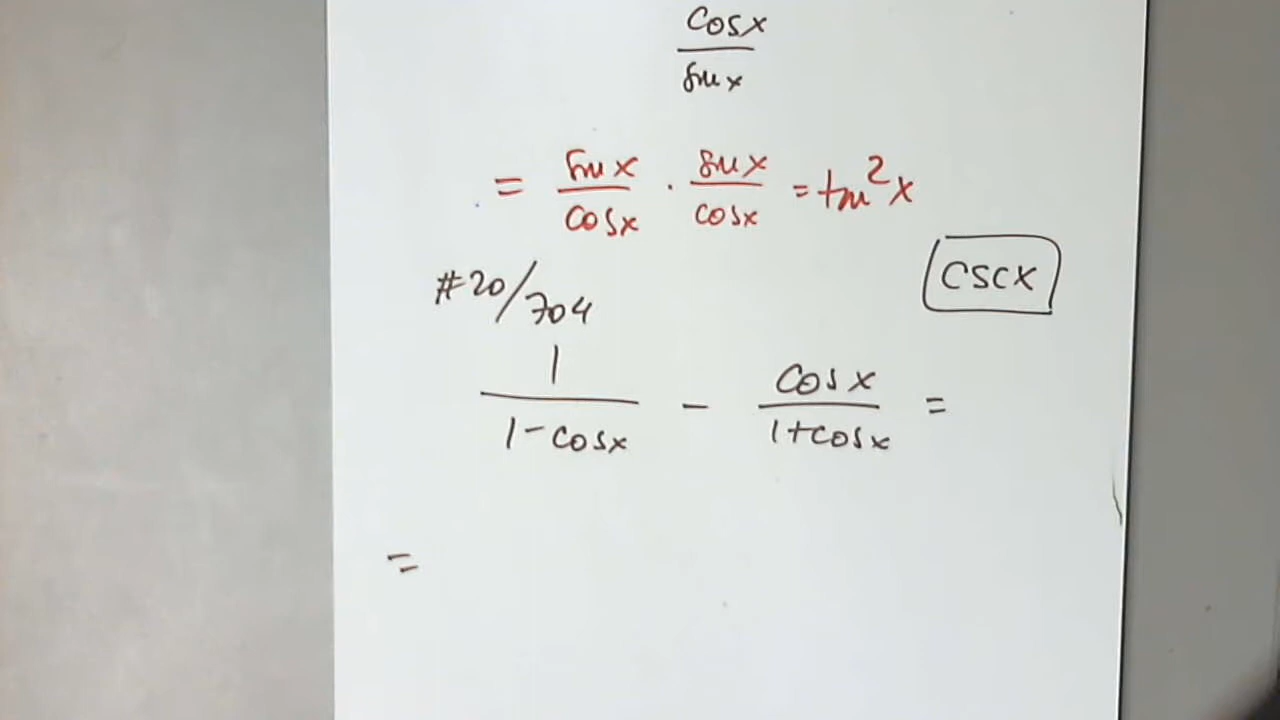 cosx
sinx
= sinx/cosx · sinx/cosx = tan²x
cscx
#20/704
1/(1-cosx) - cosx/(1+cosx) =
=